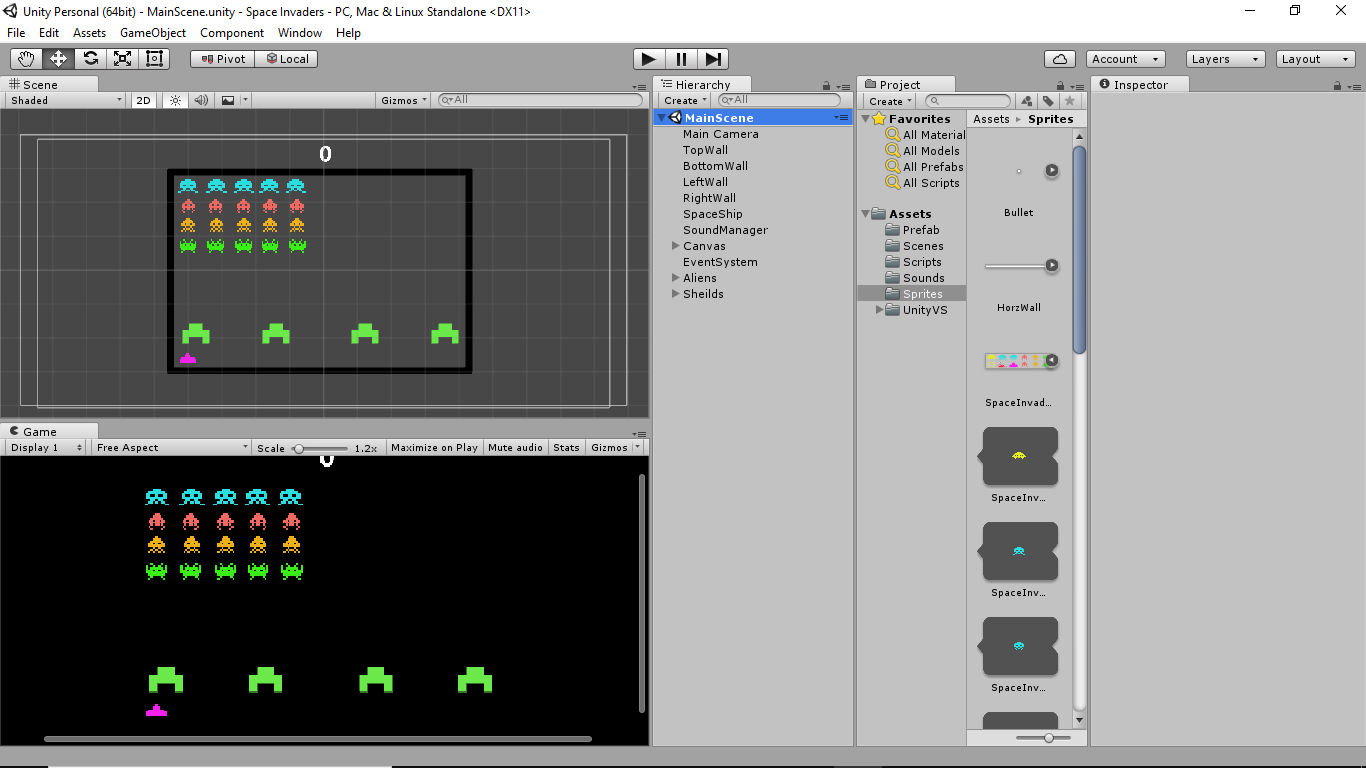 Unity Personal (64bit) - MainScene.unity - Space Invaders - PC, Mac & Linux Standalone <DX11>
File Edit Assets GameObject Component Window Help
Pivot Local Account Layers Layout
Scene
Shaded 2D Gizmos All
0
Game
Display 1 Free Aspect Scale 1.2x Maximize on Play Mute audio Stats Gizmos
0
Hierarchy
Create All
MainScene
Main Camera
TopWall
BottomWall
LeftWall
RightWall
SpaceShip
SoundManager
Canvas
EventSystem
Aliens
Sheilds
Project
Create
Favorites
All Material
All Models
All Prefabs
All Scripts
Assets
Prefab
Scenes
Scripts
Sounds
Sprites
UnityVS
Assets Sprites
Bullet
HorzWall
SpaceInvad...
SpaceInv...
SpaceInv...
SpaceInv...
Inspector